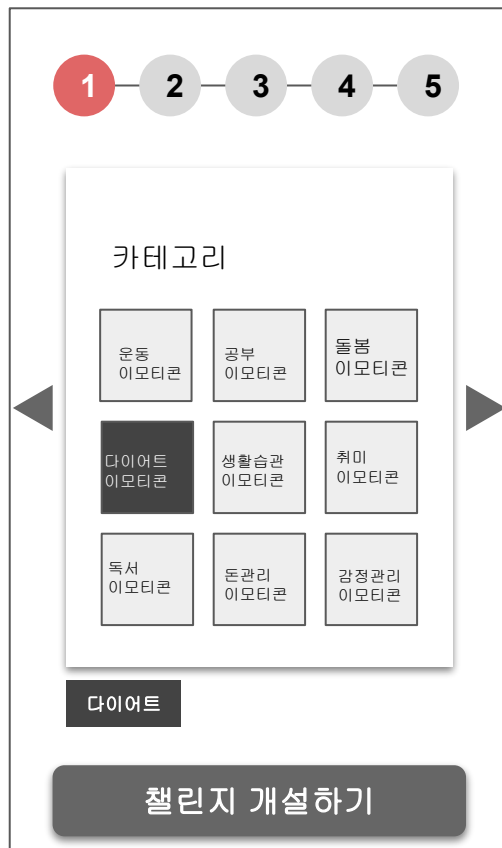 1 2 3 4 5
카테고리
운동
이모티콘
공부
이모티콘
돌봄
이모티콘
다이어트
이모티콘
생활습관
이모티콘
취미
이모티콘
독서
이모티콘
돈관리
이모티콘
감정관리
이모티콘
다이어트
챌린지 개설하기